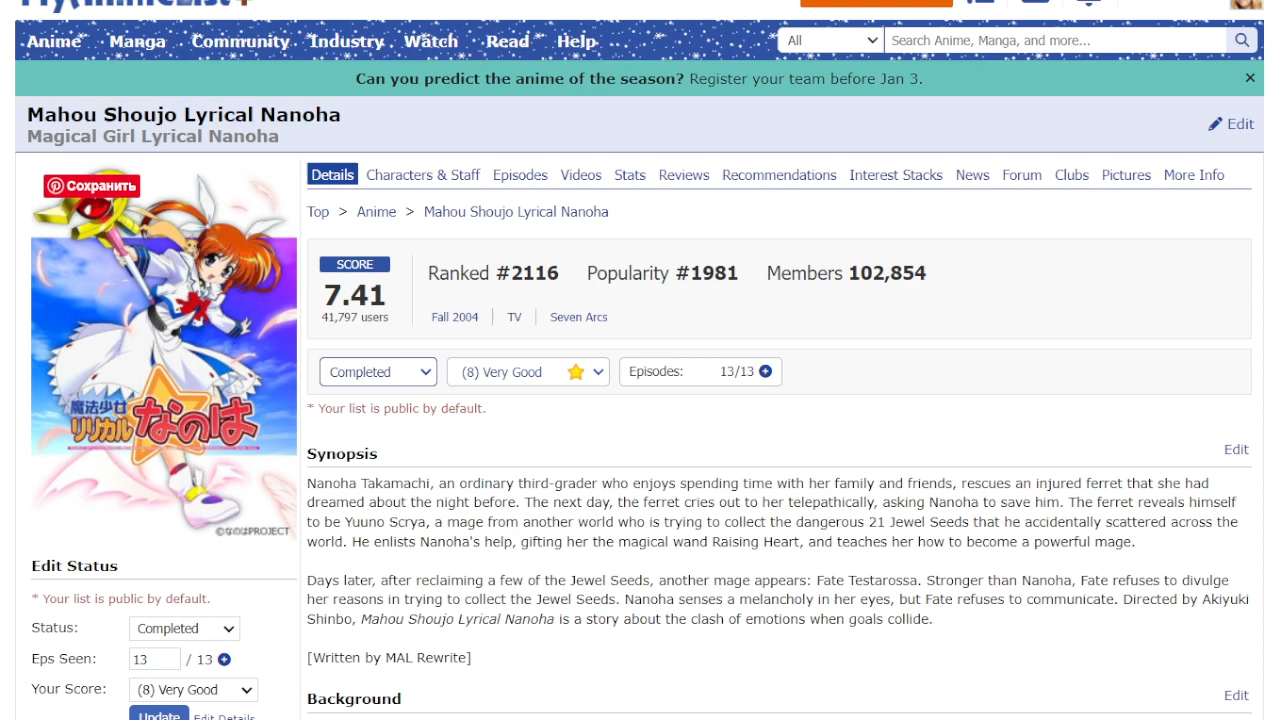 MyAnimeList
Anime Manga Community Industry Watch Read Help ... All Search Anime, Manga, and more...
Can you predict the anime of the season? Register your team before Jan 3. ×
Mahou Shoujo Lyrical Nanoha
Magical Girl Lyrical Nanoha
Edit
Сохранить
魔法少女
リリカルなのは
©なのはPROJECT
Details Characters & Staff Episodes Videos Stats Reviews Recommendations Interest Stacks News Forum Clubs Pictures More Info
Top > Anime > Mahou Shoujo Lyrical Nanoha
SCORE
7.41
41,797 users
Ranked #2116 Popularity #1981 Members 102,854
Fall 2004 TV Seven Arcs
Completed (8) Very Good Episodes: 13/13
* Your list is public by default.
Synopsis Edit
Nanoha Takamachi, an ordinary third-grader who enjoys spending time with her family and friends, rescues an injured ferret that she had
dreamed about the night before. The next day, the ferret cries out to her telepathically, asking Nanoha to save him. The ferret reveals himself
to be Yuuno Scrya, a mage from another world who is trying to collect the dangerous 21 Jewel Seeds that he accidentally scattered across the
world. He enlists Nanoha's help, gifting her the magical wand Raising Heart, and teaches her how to become a powerful mage.
Days later, after reclaiming a few of the Jewel Seeds, another mage appears: Fate Testarossa. Stronger than Nanoha, Fate refuses to divulge
her reasons in trying to collect the Jewel Seeds. Nanoha senses a melancholy in her eyes, but Fate refuses to communicate. Directed by Akiyuki
Shinbo, Mahou Shoujo Lyrical Nanoha is a story about the clash of emotions when goals collide.
[Written by MAL Rewrite]
Background Edit
Edit Status
* Your list is public by default.
Status: Completed
Eps Seen: 13 / 13
Your Score: (8) Very Good
Update Edit Details